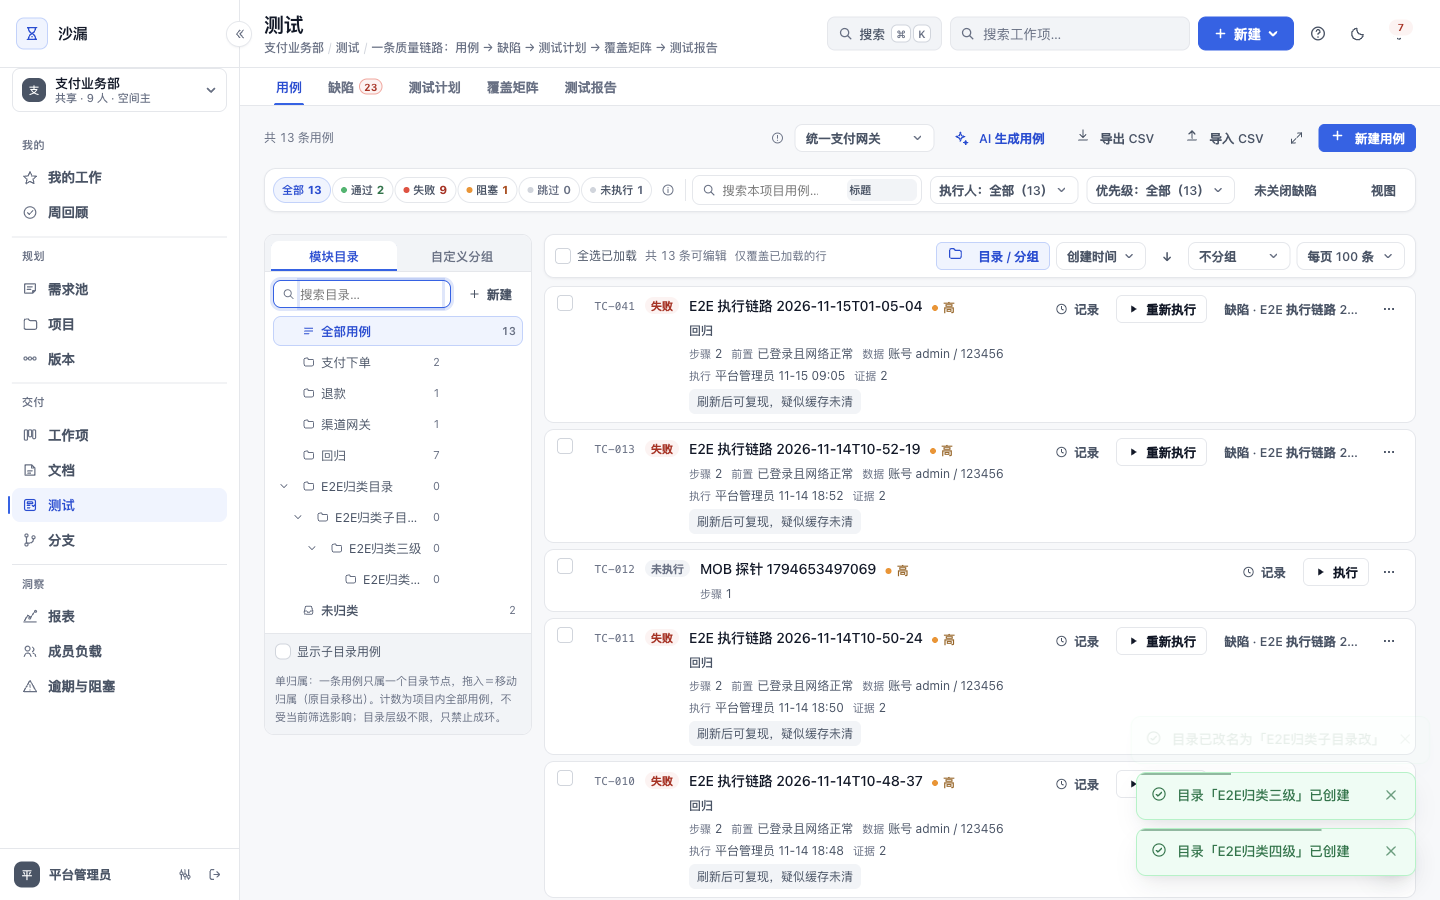 沙漏
测试
支付业务部 / 测试 / 一条质量链路：用例 → 缺陷 → 测试计划 → 覆盖矩阵 → 测试报告
搜索 ⌘ K
搜索工作项...
+ 新建
7
支
支付业务部
共享 · 9 人 · 空间主
用例
缺陷 23
测试计划
覆盖矩阵
测试报告
我的
我的工作
周回顾
规划
需求池
项目
版本
交付
工作项
文档
测试
分支
洞察
报表
成员负载
逾期与阻塞
平 平台管理员
共 13 条用例
统一支付网关
AI 生成用例
导出 CSV
导入 CSV
+ 新建用例
全部 13
通过 2
失败 9
阻塞 1
跳过 0
未执行 1
搜索本项目用例...
标题
执行人：全部（13）
优先级：全部（13）
未关闭缺陷
视图
模块目录
自定义分组
搜索目录...
+ 新建
全部用例 13
支付下单 2
退款 1
渠道网关 1
回归 7
E2E归类目录 0
E2E归类子目... 0
E2E归类三级 0
E2E归类... 0
未归类 2
显示子目录用例
单归属：一条用例只属一个目录节点，拖入＝移动
归属（原目录移出）。计数为项目内全部用例，不
受当前筛选影响；目录层级不限，只禁止成环。
全选已加载 共 13 条可编辑 仅覆盖已加载的行
目录 / 分组
创建时间
↓
不分组
每页 100 条
TC-041 失败 E2E 执行链路 2026-11-15T01-05-04 高
记录 重新执行 缺陷 · E2E 执行链路 2... ...
回归
步骤 2 前置 已登录且网络正常 数据 账号 admin / 123456
执行 平台管理员 11-15 09:05 证据 2
刷新后可复现，疑似缓存未清
TC-013 失败 E2E 执行链路 2026-11-14T10-52-19 高
记录 重新执行 缺陷 · E2E 执行链路 2... ...
步骤 2 前置 已登录且网络正常 数据 账号 admin / 123456
执行 平台管理员 11-14 18:52 证据 2
刷新后可复现，疑似缓存未清
TC-012 未执行 MOB 探针 1794653497069 高
记录 执行 ...
步骤 1
TC-011 失败 E2E 执行链路 2026-11-14T10-50-24 高
记录 重新执行 缺陷 · E2E 执行链路 2... ...
回归
步骤 2 前置 已登录且网络正常 数据 账号 admin / 123456
执行 平台管理员 11-14 18:50 证据 2
刷新后可复现，疑似缓存未清
目录已改名为「E2E归类子目录改」
TC-010 失败 E2E 执行链路 2026-11-14T10-48-37 高
记录
回归
步骤 2 前置 已登录且网络正常 数据 账号 admin / 123456
执行 平台管理员 11-14 18:48 证据 2
刷新后可复现，疑似缓存未清
目录「E2E归类三级」已创建
目录「E2E归类四级」已创建